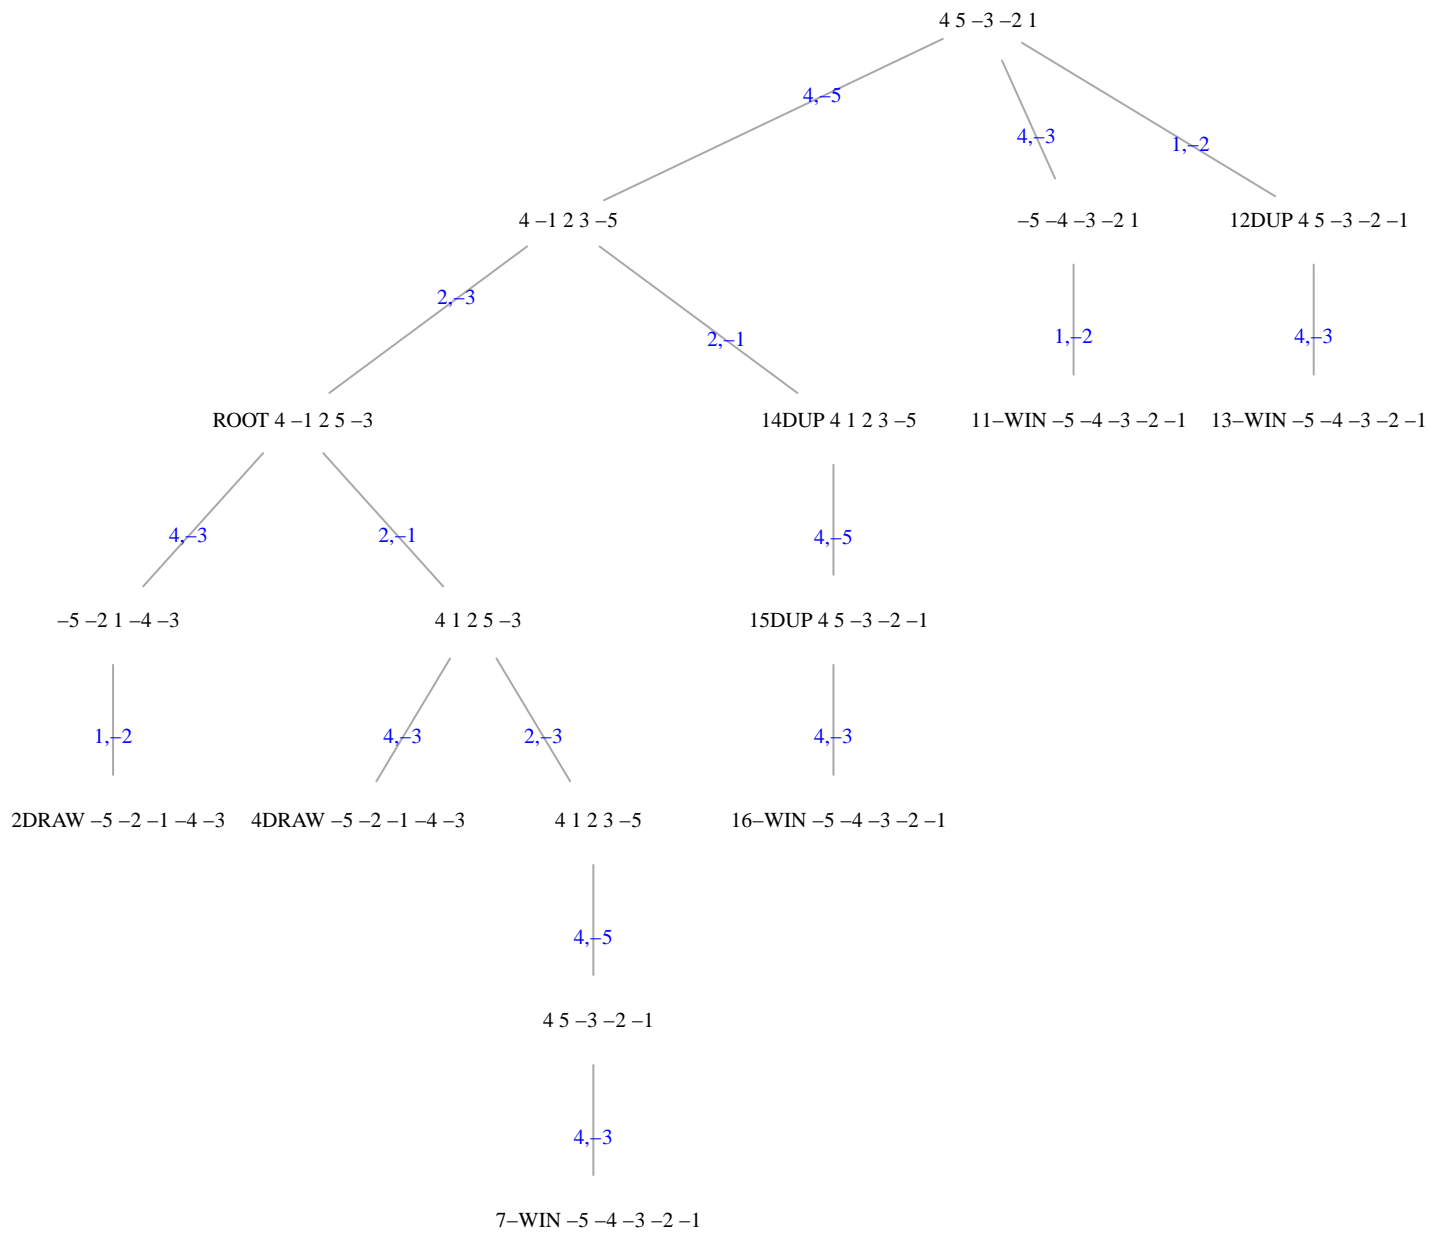 4 5 –3 –2 1
4,–5
4,–3
1,–2
4 –1 2 3 –5
–5 –4 –3 –2 1
12DUP 4 5 –3 –2 –1
2,–3
2,–1
1,–2
4,–3
ROOT 4 –1 2 5 –3
14DUP 4 1 2 3 –5
11–WIN –5 –4 –3 –2 –1
13–WIN –5 –4 –3 –2 –1
4,–3
2,–1
4,–5
–5 –2 1 –4 –3
4 1 2 5 –3
15DUP 4 5 –3 –2 –1
1,–2
4,–3
2,–3
4,–3
2DRAW –5 –2 –1 –4 –3
4DRAW –5 –2 –1 –4 –3
4 1 2 3 –5
16–WIN –5 –4 –3 –2 –1
4,–5
4 5 –3 –2 –1
4,–3
7–WIN –5 –4 –3 –2 –1